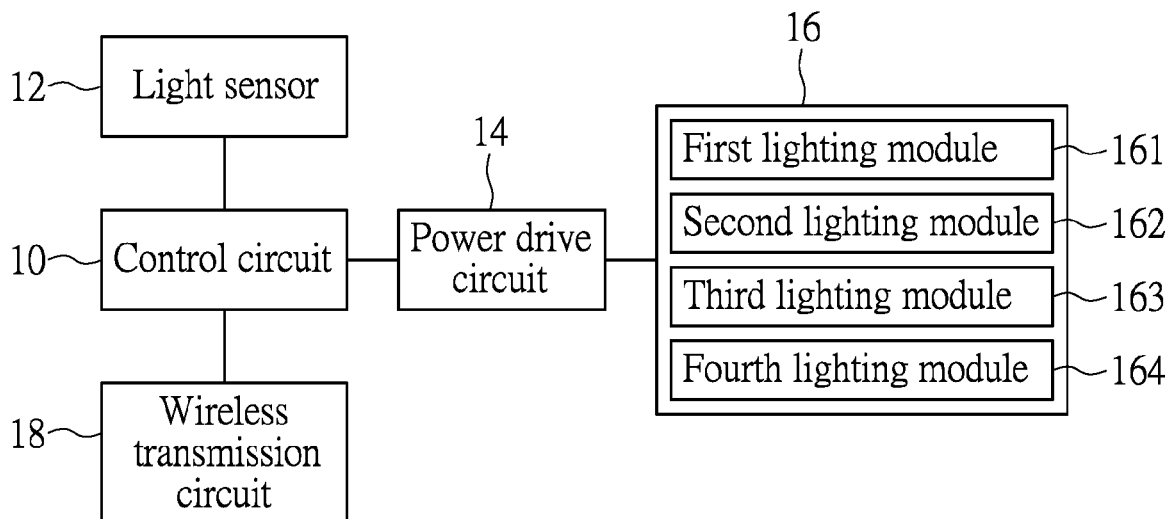 16
12
Light sensor
14
First lighting module
161
Second lighting module
162
10
Control circuit
Power drive
circuit
Third lighting module
163
Fourth lighting module
164
18
Wireless
transmission
circuit